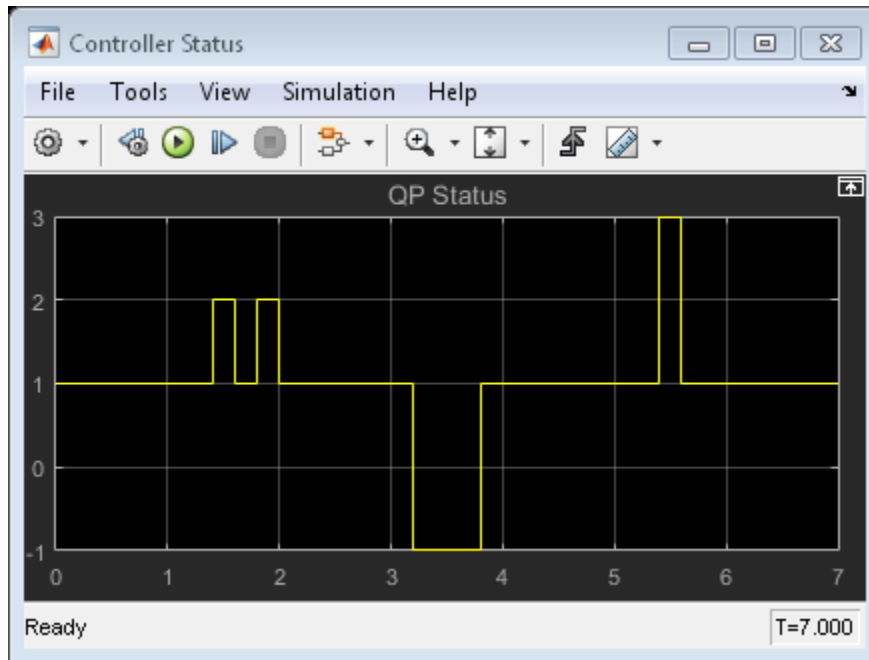 Controller Status
File Tools View Simulation Help
QP Status
3
2
1
0
-1
0 1 2 3 4 5 6 7
Ready T=7.000